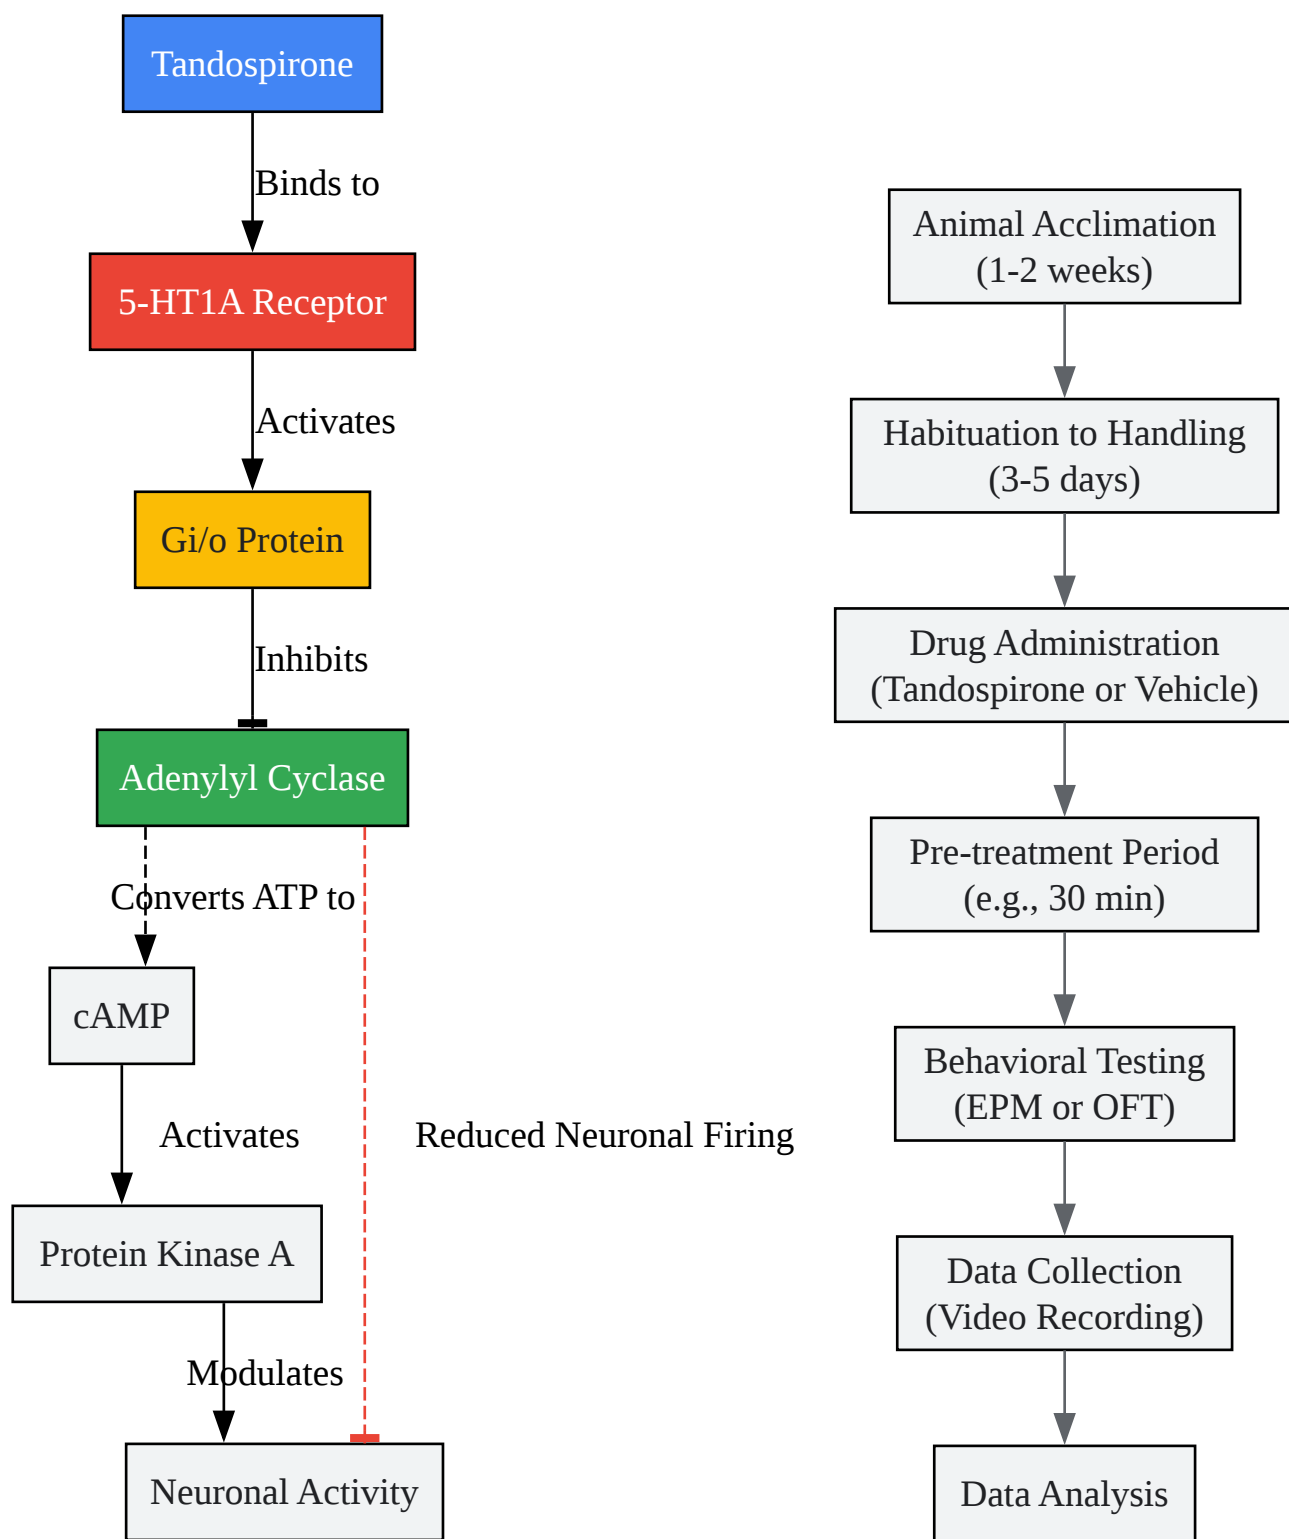 Tandospirone
Binds to
5-HT1A Receptor
Activates
Gi/o Protein
Inhibits
Adenylyl Cyclase
Converts ATP to
cAMP
Activates
Reduced Neuronal Firing
Protein Kinase A
Modulates
Neuronal Activity
Animal Acclimation
(1-2 weeks)
Habituation to Handling
(3-5 days)
Drug Administration
(Tandospirone or Vehicle)
Pre-treatment Period
(e.g., 30 min)
Behavioral Testing
(EPM or OFT)
Data Collection
(Video Recording)
Data Analysis